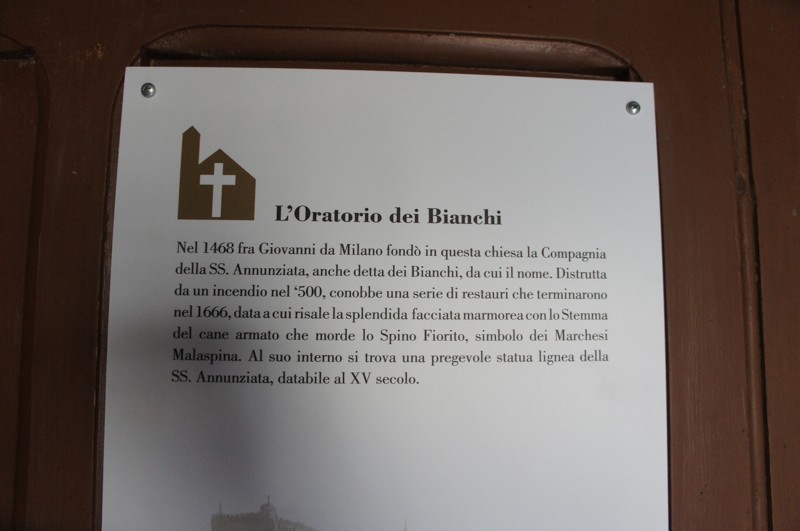 L'Oratorio dei Bianchi
Nel 1468 fra Giovanni da Milano fondò in questa chiesa la Compagnia
della SS. Annunziata, anche detta dei Bianchi, da cui il nome. Distrutta
da un incendio nel ‘500, conobbe una serie di restauri che terminarono
nel 1666, data a cui risale la splendida facciata marmorea con lo Stemma
del cane armato che morde lo Spino Fiorito, simbolo dei Marchesi
Malaspina. Al suo interno si trova una pregevole statua lignea della
SS. Annunziata, databile al XV secolo.